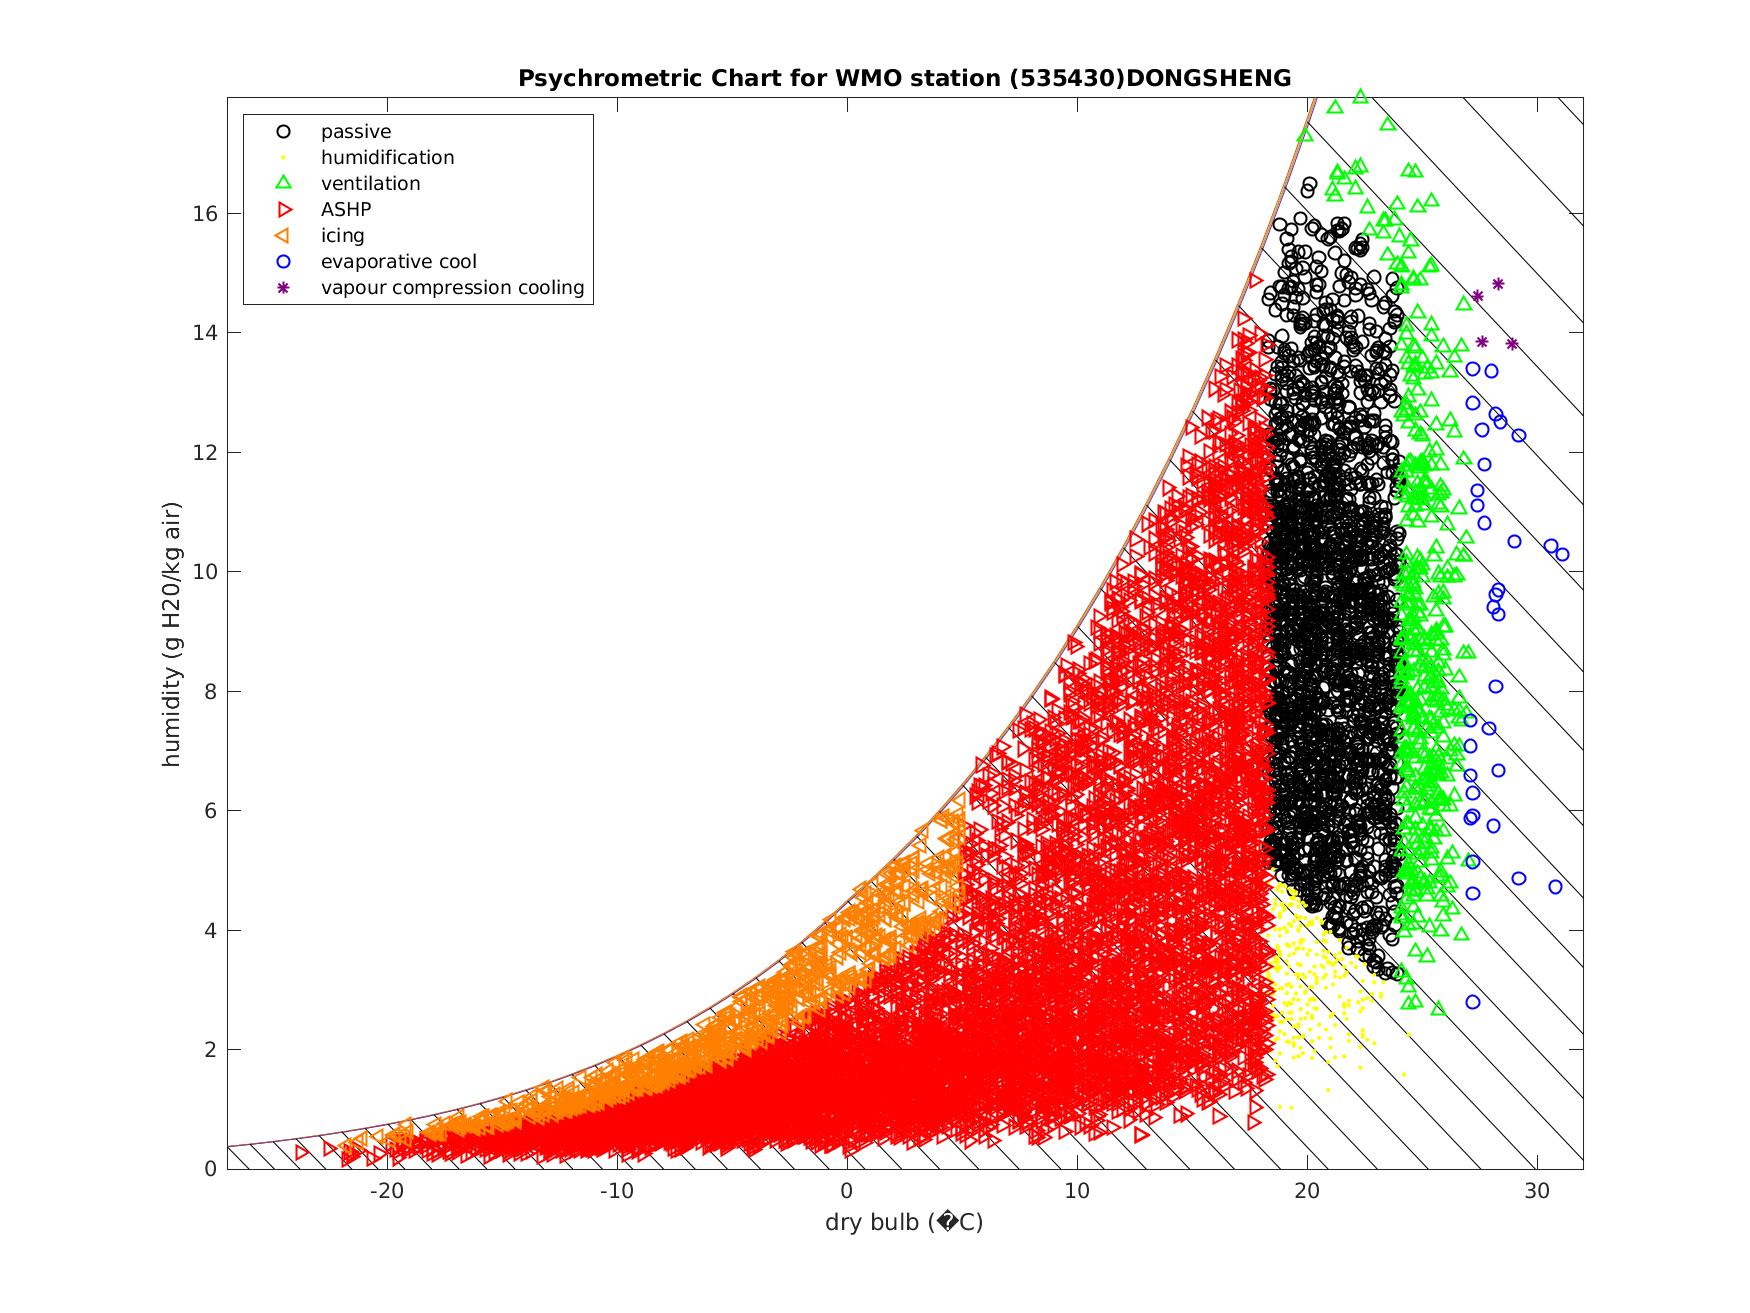 Psychrometric Chart for WMO station (535430)DONGSHENG
passive
humidification
ventilation
ASHP
icing
evaporative cool
vapour compression cooling
humidity (g H20/kg air)
16
14
12
10
8
6
4
2
0
-20
-10
0
10
20
30
dry bulb (�C)